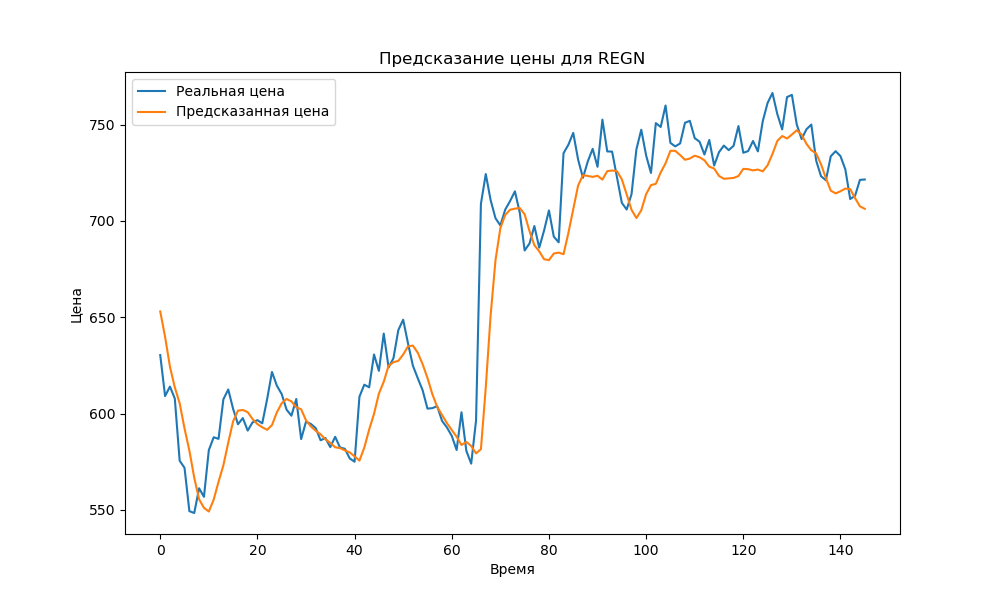 Предсказание цены для REGN
Реальная цена
Предсказанная цена
Цена
750
700
650
600
550
0 20 40 60 80 100 120 140
Время